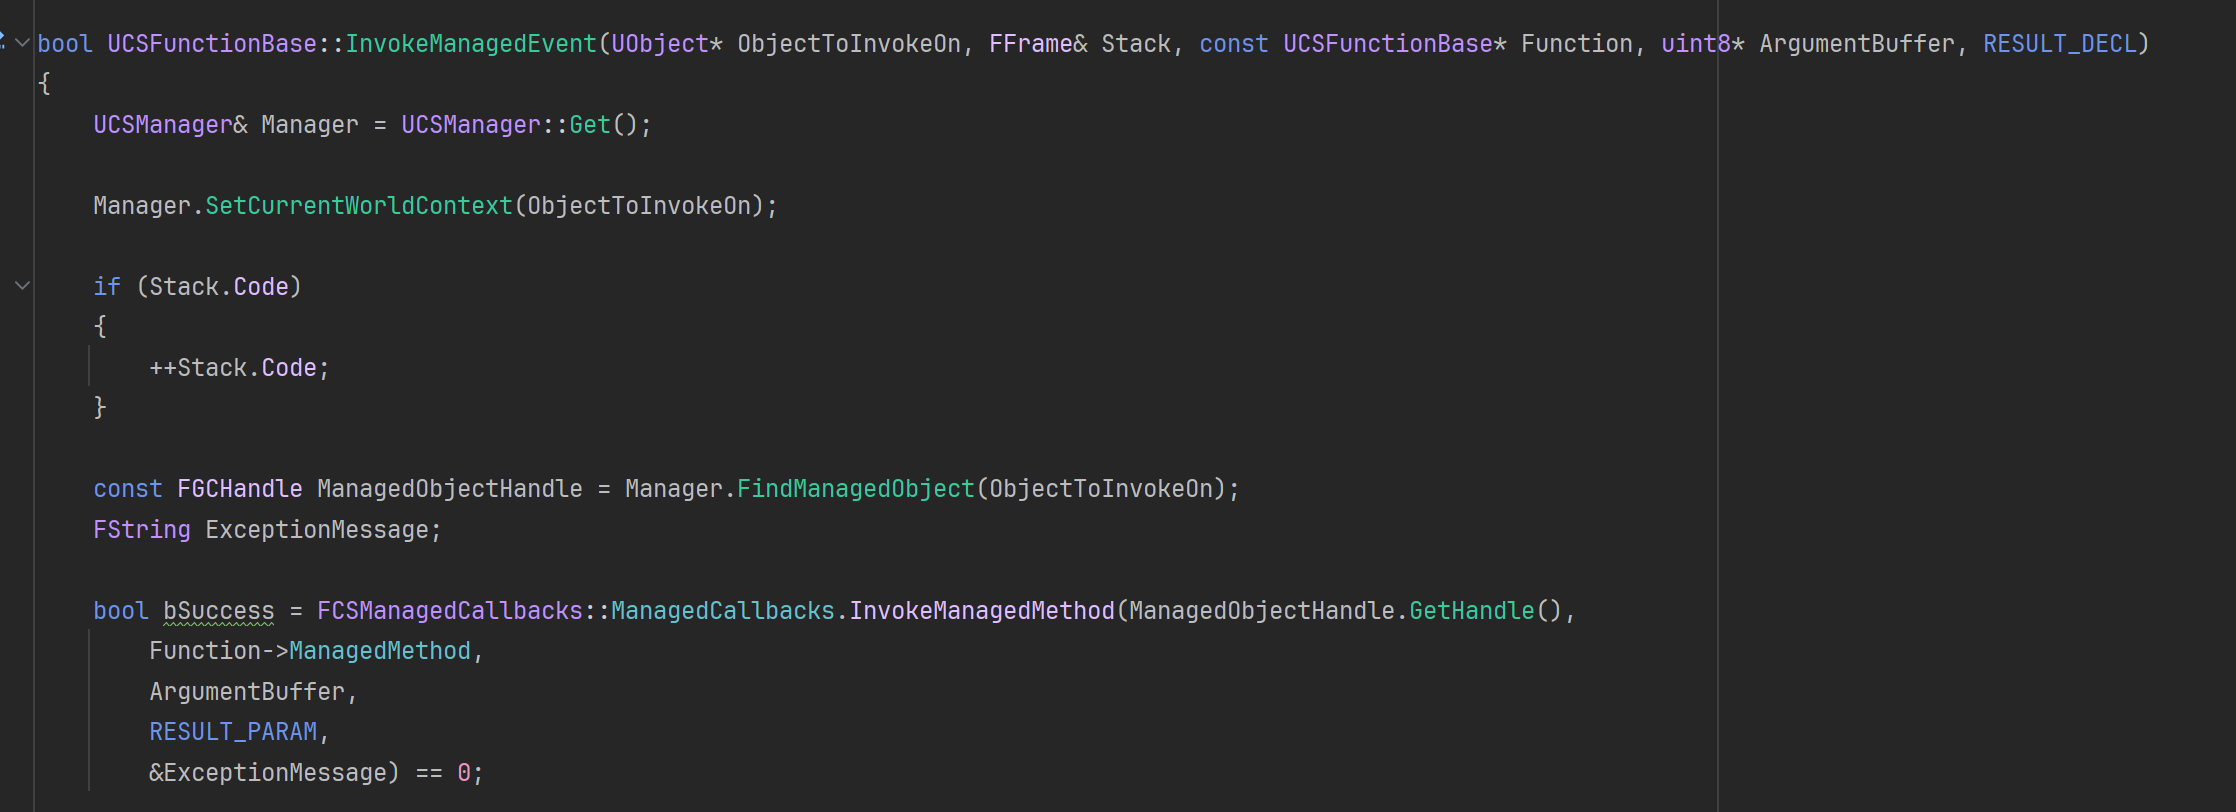 bool UCSFunctionBase::InvokeManagedEvent(UObject* ObjectToInvokeOn, FFrame& Stack, const UCSFunctionBase* Function, uint8* ArgumentBuffer, RESULT_DECL)
{
    UCSManager& Manager = UCSManager::Get();

    Manager.SetCurrentWorldContext(ObjectToInvokeOn);

    if (Stack.Code)
    {
        ++Stack.Code;
    }

    const FGCHandle ManagedObjectHandle = Manager.FindManagedObject(ObjectToInvokeOn);
    FString ExceptionMessage;

    bool bSuccess = FCSManagedCallbacks::ManagedCallbacks.InvokeManagedMethod(ManagedObjectHandle.GetHandle(),
        Function->ManagedMethod,
        ArgumentBuffer,
        RESULT_PARAM,
        &ExceptionMessage) == 0;